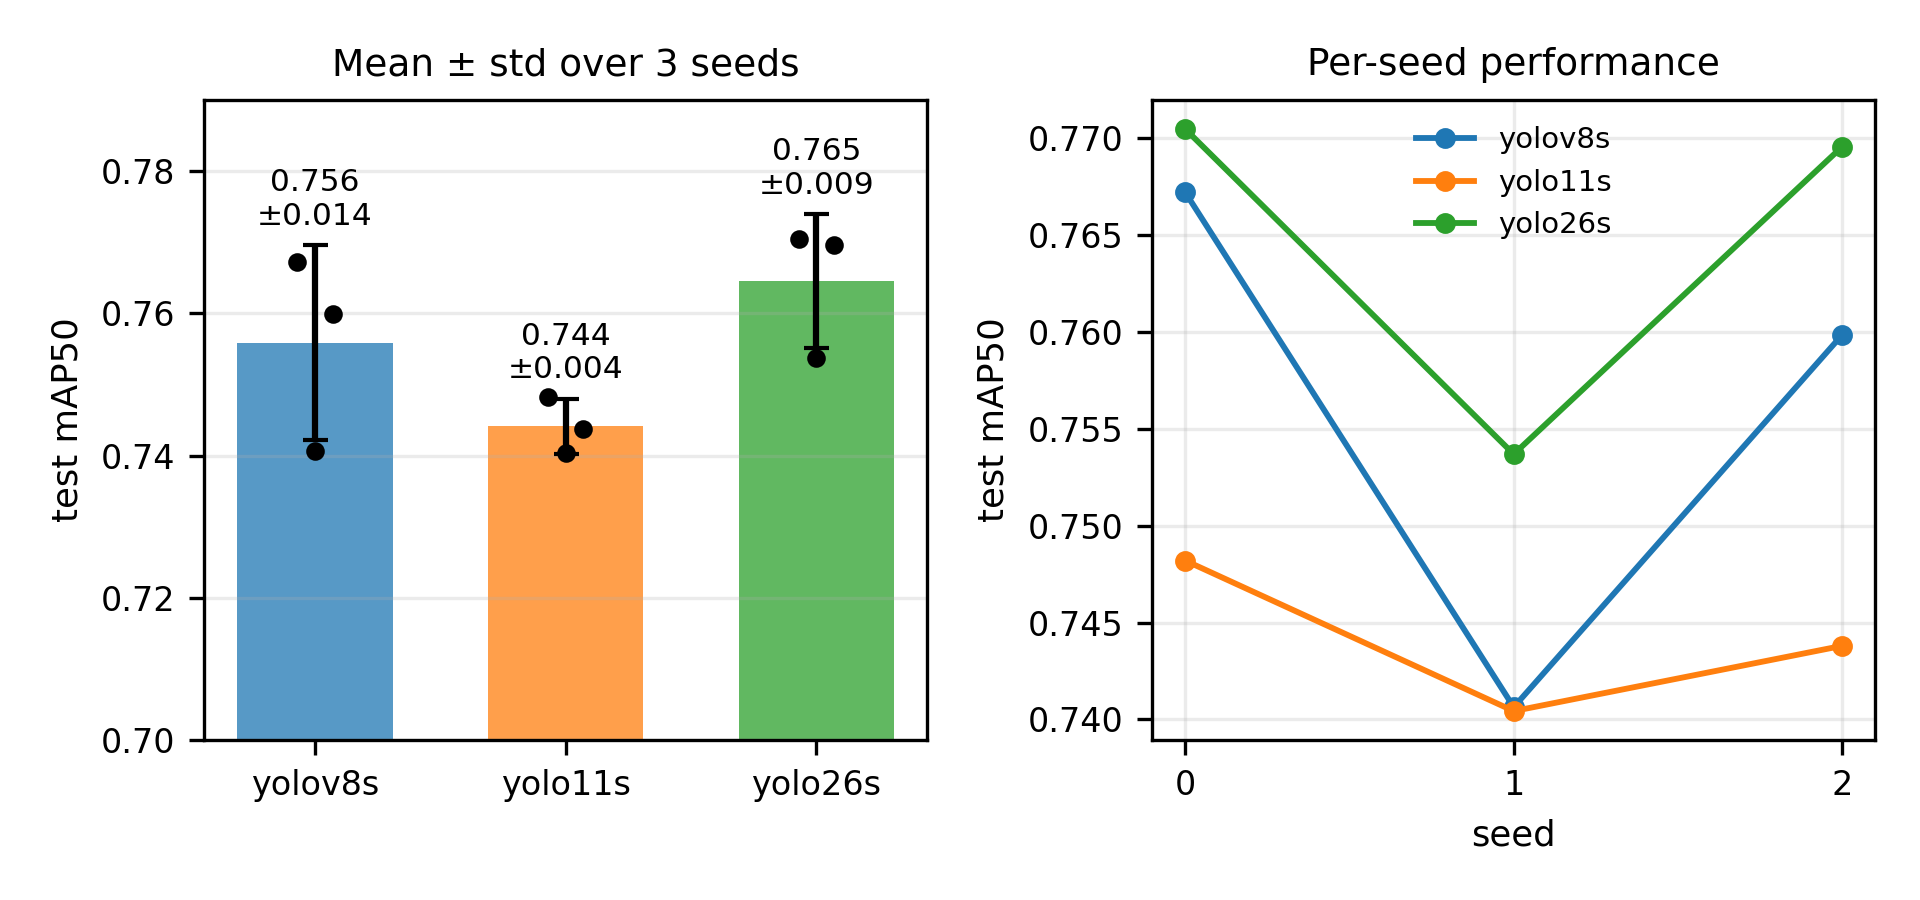 Mean ± std over 3 seeds
test mAP50
0.78
0.76
0.74
0.72
0.70
0.756
±0.014
0.744
±0.004
0.765
±0.009
yolov8s
yolo11s
yolo26s
Per-seed performance
test mAP50
0.770
0.765
0.760
0.755
0.750
0.745
0.740
yolov8s
yolo11s
yolo26s
0
1
2
seed